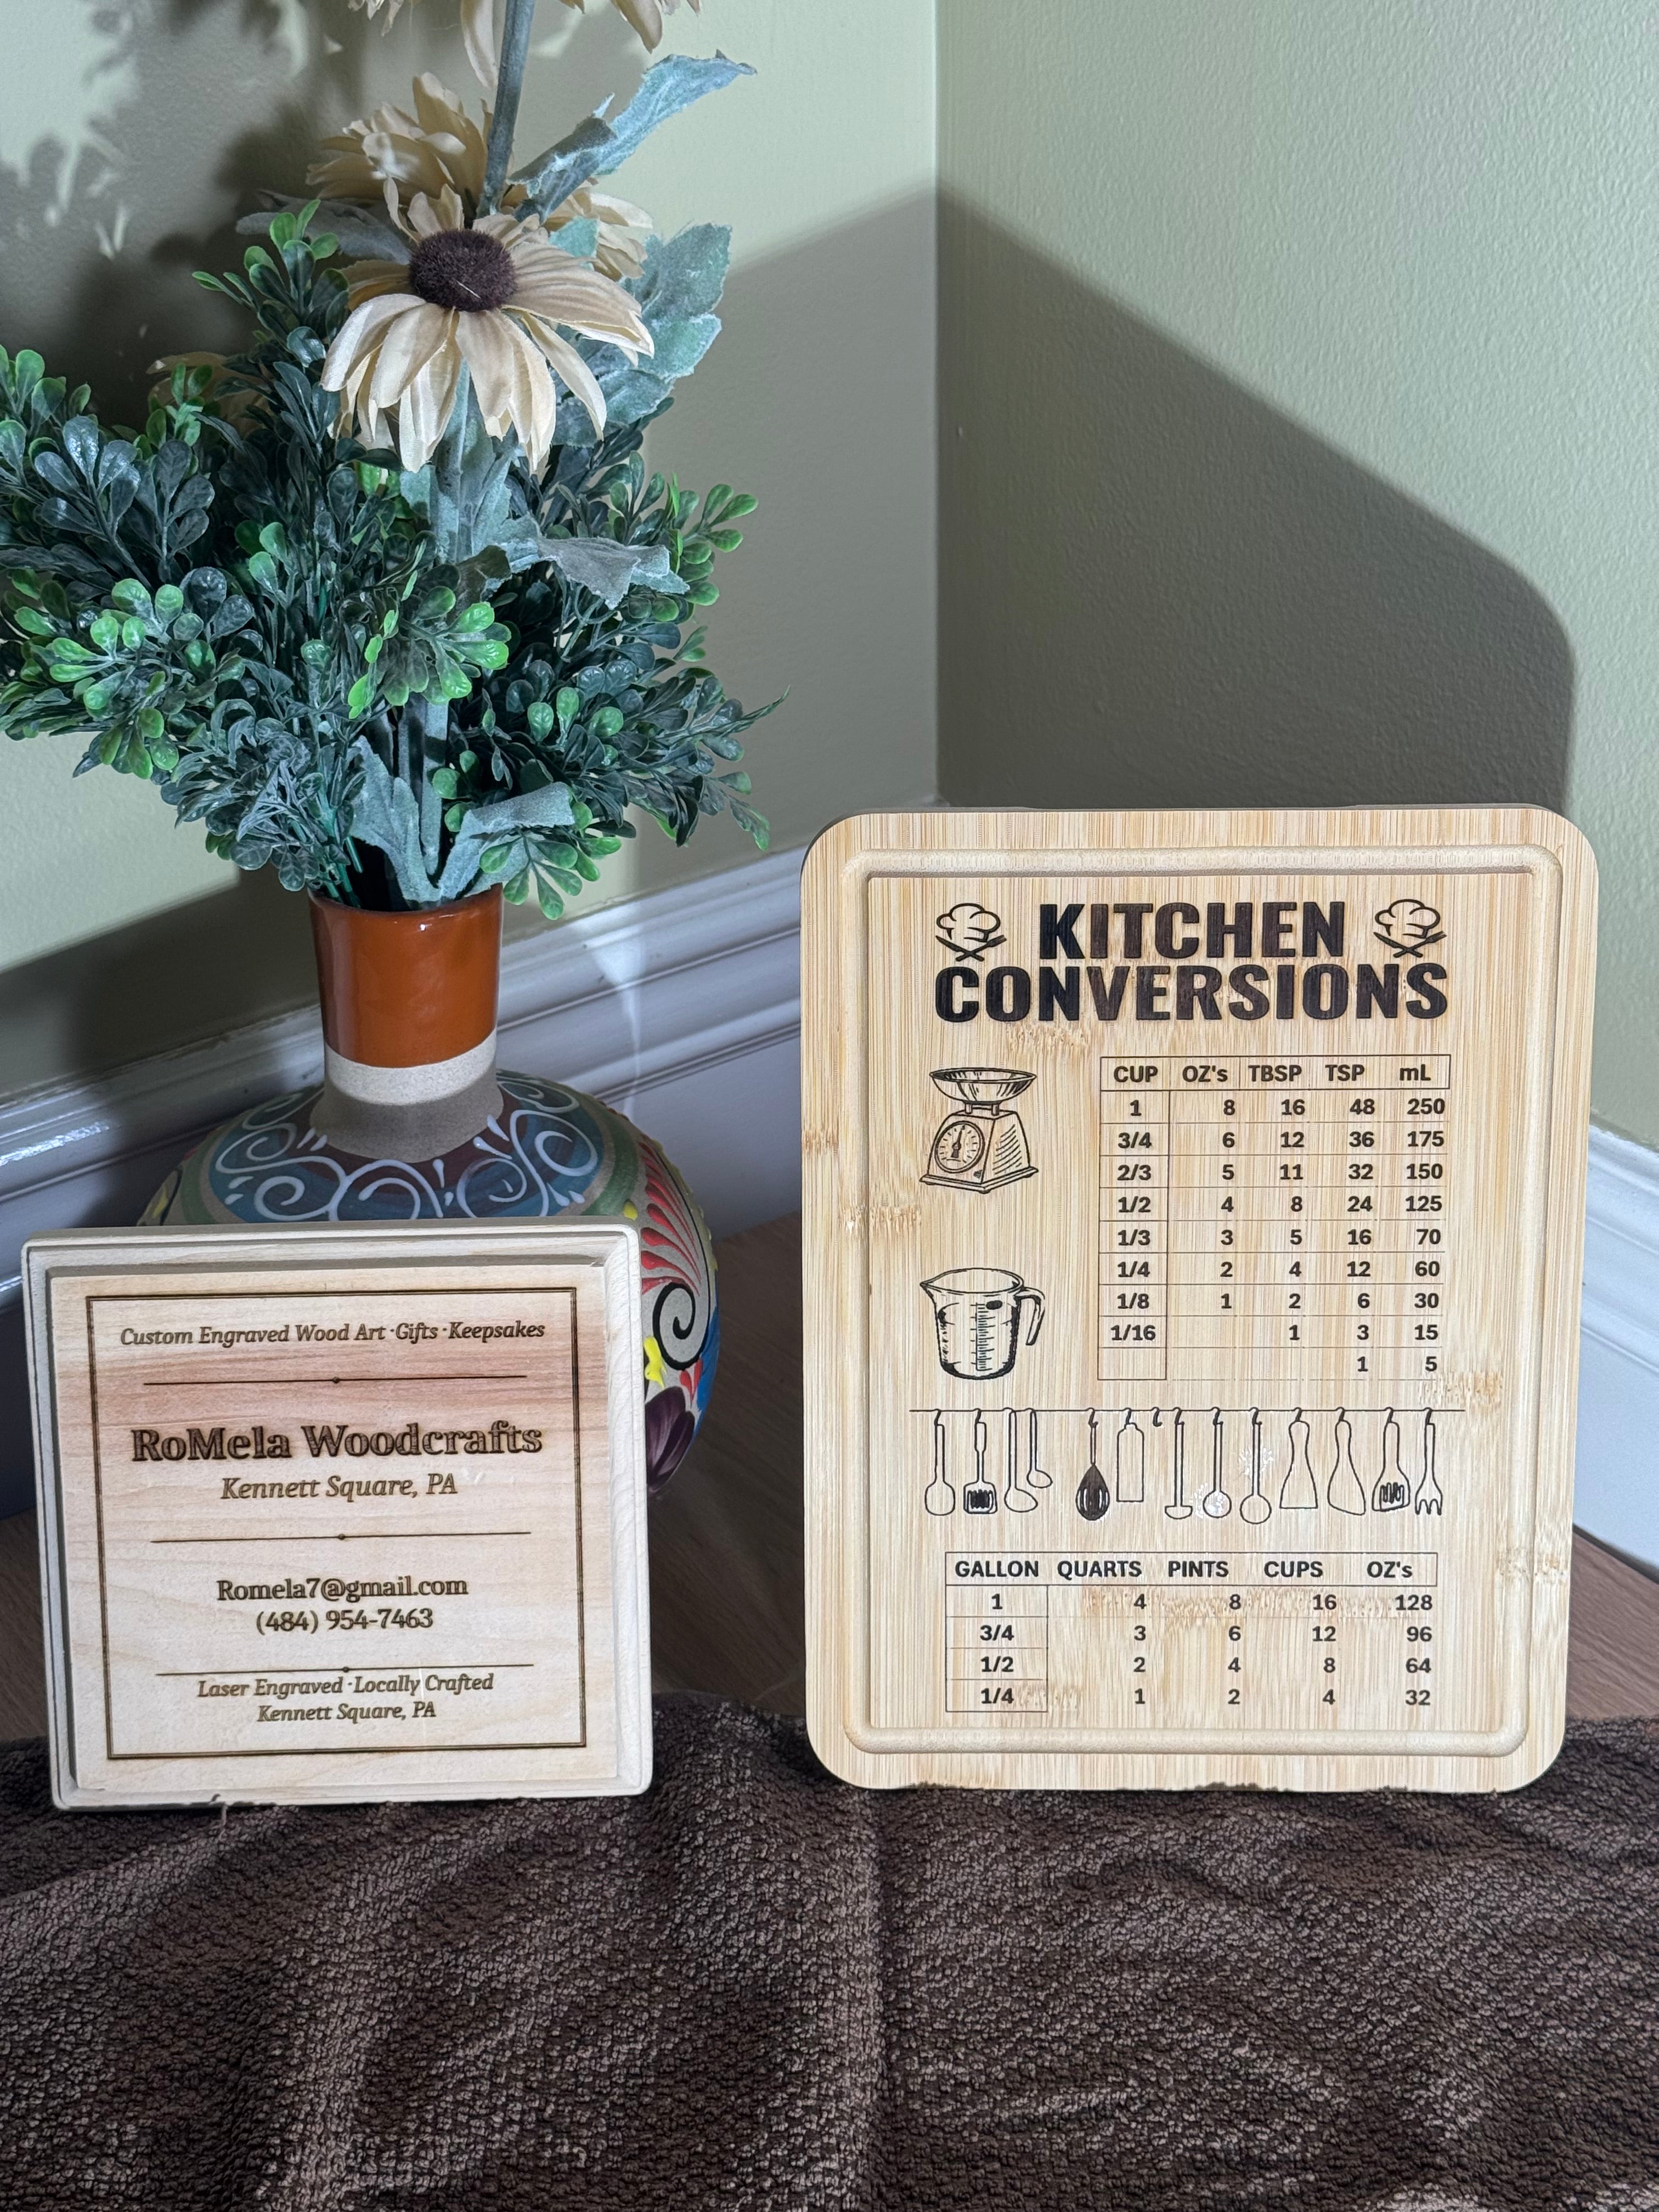 Custom Engraved Wood Art·Gifts·Keepsakes
RoMela Woodcrafts
Kennett Square, PA
Romela7@gmail.com
(484) 954-7463
Laser Engraved·Locally Crafted
Kennett Square, PA
KITCHEN
CONVERSIONS
CUP OZ's TBSP TSP mL
1 8 16 48 250
3/4 6 12 36 175
2/3 5 11 32 150
1/2 4 8 24 125
1/3 3 5 16 70
1/4 2 4 12 60
1/8 1 2 6 30
1/16 1 3 15
1 5
GALLON QUARTS PINTS CUPS OZ's
1 4 8 16 128
3/4 3 6 12 96
1/2 2 4 8 64
1/4 1 2 4 32